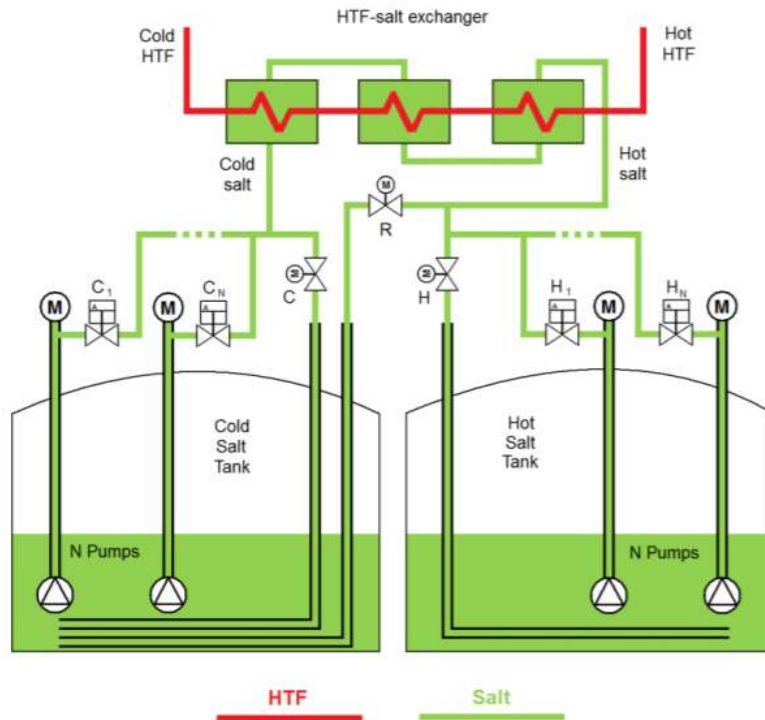 HTF-salt exchanger
Cold
HTF
Hot
HTF
Cold
salt
Hot
salt
M
R
C1
CN
M
C
M
H
H1
HN
M
A
M
A
A
M
A
M
Cold
Salt
Tank
Hot
Salt
Tank
N Pumps
N Pumps
HTF
Salt